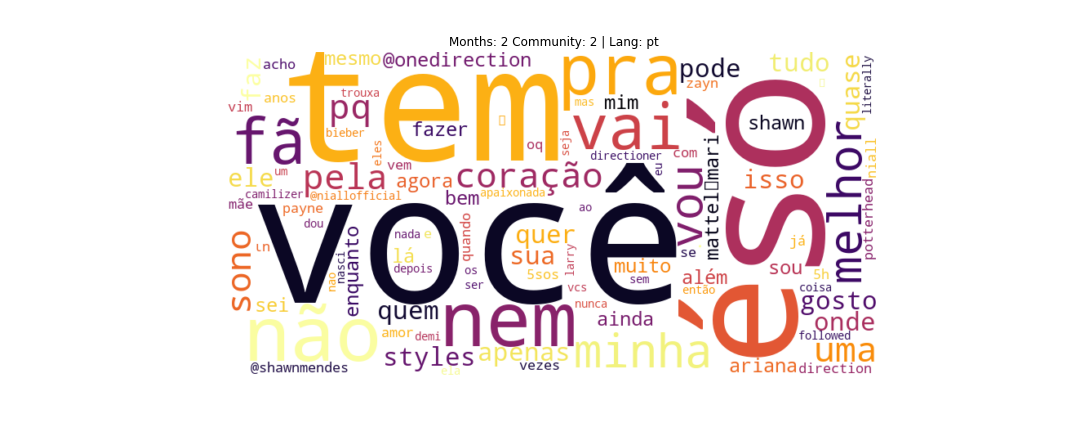 Months: 2 Community: 2 | Lang: pt
faz
acho
mesmo
@onedirection
tem
pra
pode
tudo
quase
literally
vim
anos
trouxa
pq
bieber
fã
eles
fazer
oq
seja
mas
mim
zayn
vai
directioner
com
eu
shawn
só
melhor
niall
potterhead
ele
um
camilizer
@niallofficial
pela
vem
agora
coração
bem
apaixonada
vou
mari
isso
mãe
payne
dou
você
ao
se
já
sono
nao
nasci
enquanto
nada
e
lá
depois
quando
os
ser
quer
sua
5sos
larry
vcs
muito
sem
além
então
sou
5h
coisa
é
sei
não
quem
amor
demi
nem
nunca
ainda
gosto
onde
followed
@shawnmendes
styles
apenas
vezes
minha
ariana
uma
direction